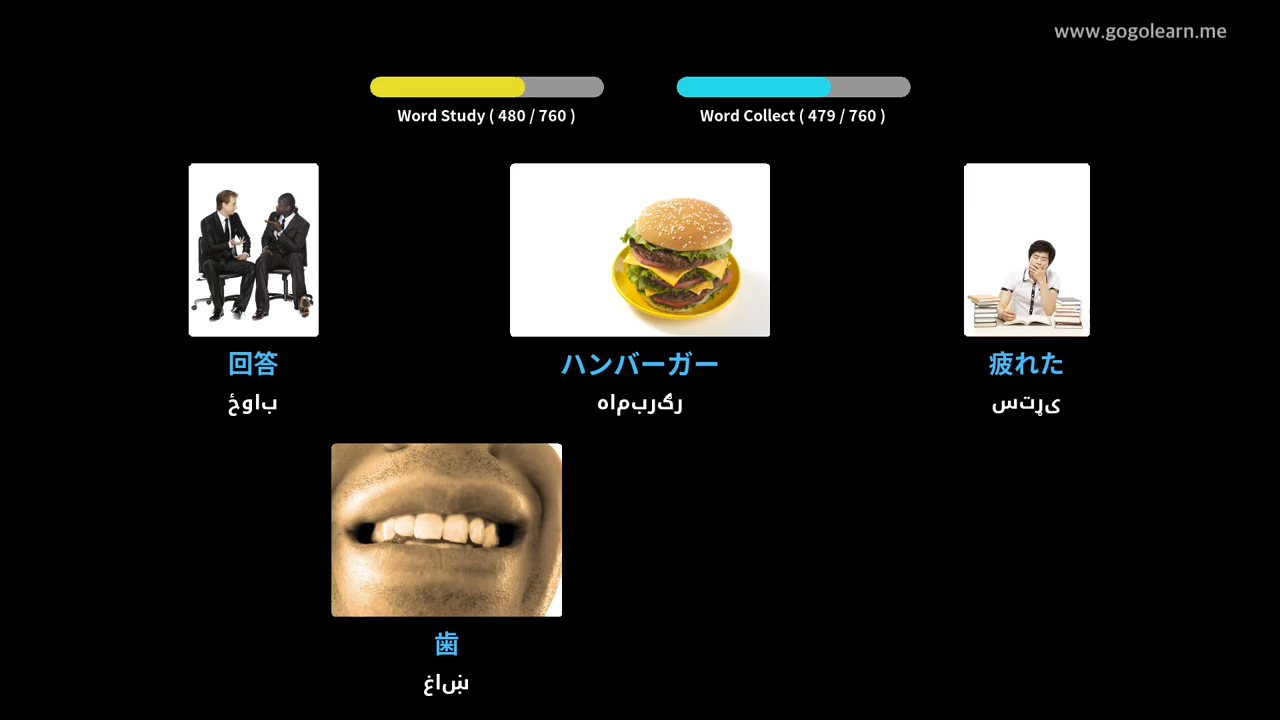 www.gogolearn.me
Word Study ( 480 / 760 )
Word Collect ( 479 / 760 )
回答
ハンバーガー
疲れた
باوځ
رګربماه
یړتس
歯
ښاغ